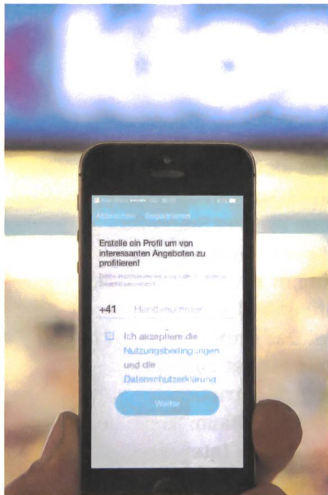 Abbrechen Registrieren
Erstelle ein Profil um von
interessanten Angeboten zu
profitieren!
+41 Handynummer
Ich akzeptiere die
Nutzungsbedingungen
und die
Datenschutzerklärung
Weiter